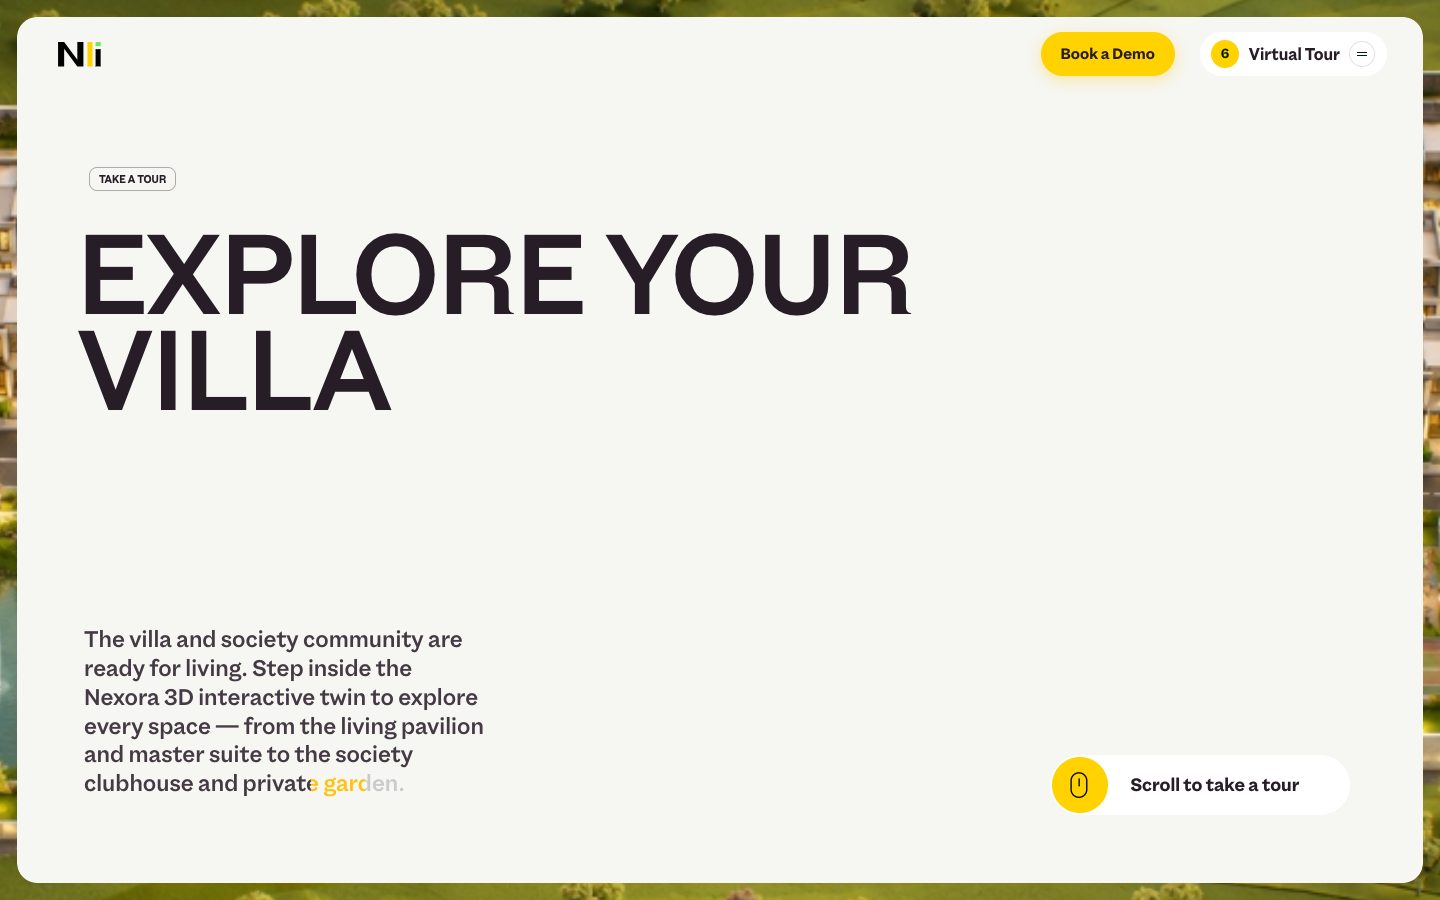 Nli
Book a Demo
6 Virtual Tour
TAKE A TOUR
EXPLORE YOUR
VILLA
The villa and society community are
ready for living. Step inside the
Nexora 3D interactive twin to explore
every space — from the living pavilion
and master suite to the society
clubhouse and private garden.
Scroll to take a tour